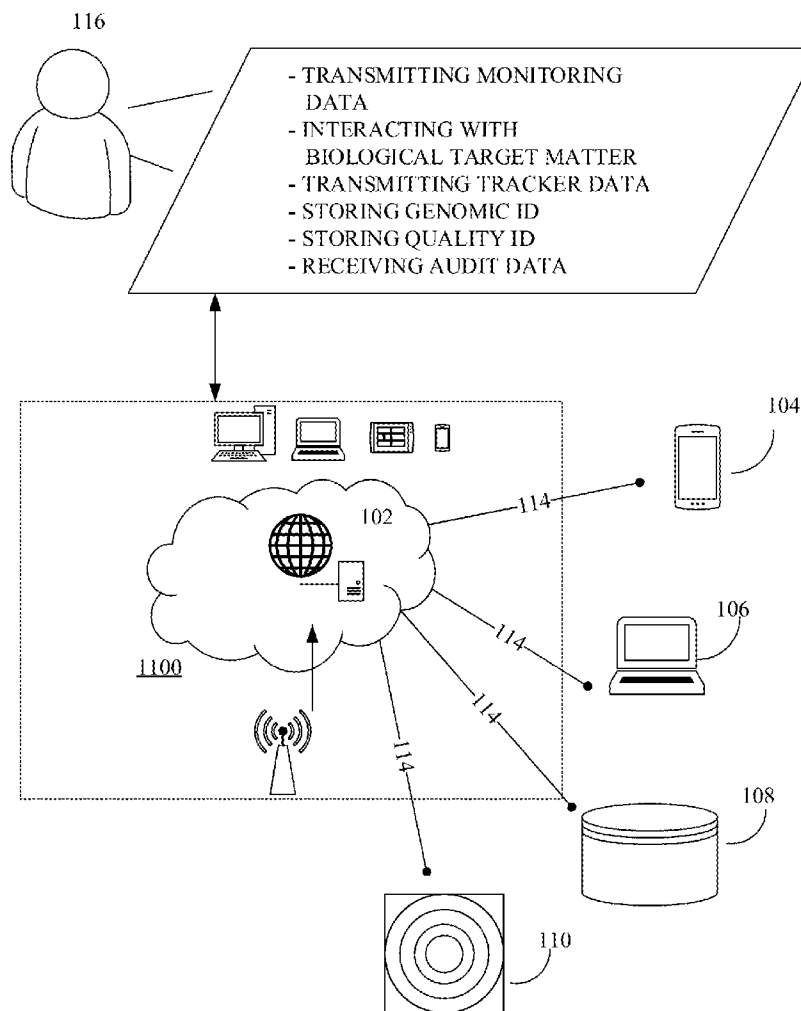 116
- TRANSMITTING MONITORING
DATA
- INTERACTING WITH
BIOLOGICAL TARGET MATTER
- TRANSMITTING TRACKER DATA
- STORING GENOMIC ID
- STORING QUALITY ID
- RECEIVING AUDIT DATA
104
102
114
106
114
1100
114
114
108
110